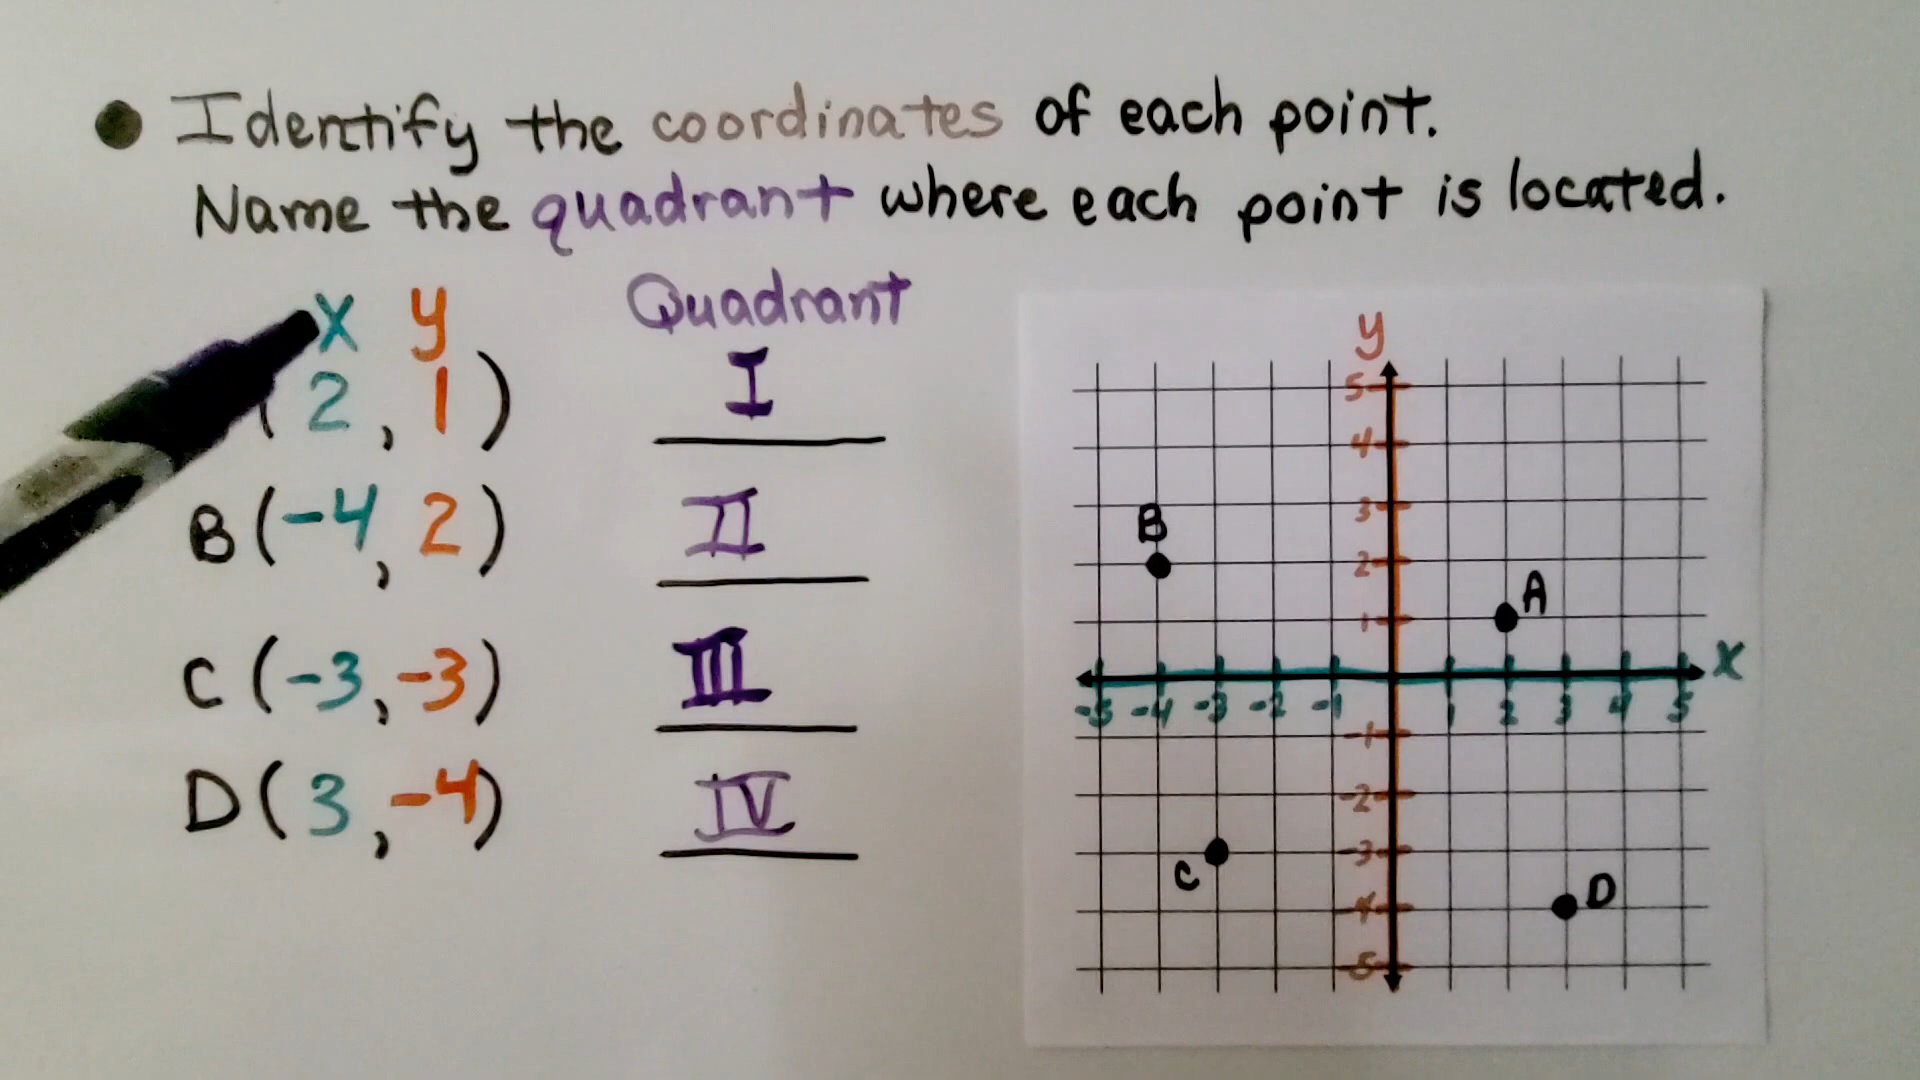 Identify the coordinates of each point.
Name the quadrant where each point is located.
x y Quadrant
( 2 , 1 ) I
B ( -4 , 2 ) II
C ( -3 , -3 ) III
D ( 3 , -4 ) IV
y
5
4
3
B
2
A
1
x
-5 -4 -3 -2 -1 1 2 3 4 5
-1
-2
-3
C
-4
D
-5